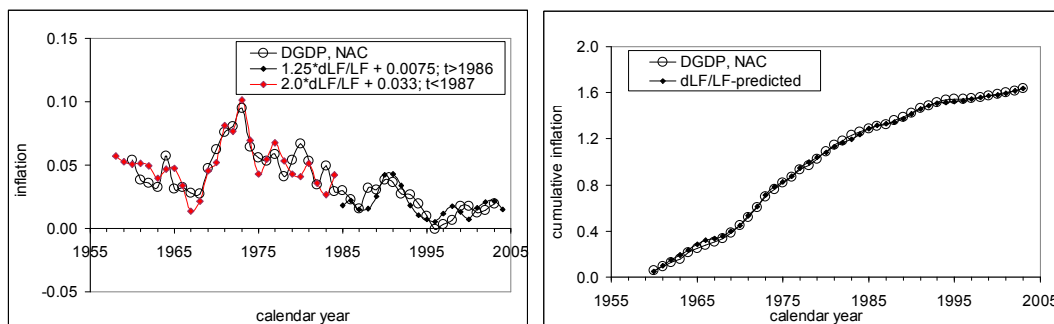 0.15
0.10
0.05
0.00
-0.05
inflation
DGDP, NAC
1.25*dLF/LF + 0.0075; t>1986
2.0*dLF/LF + 0.033; t<1987
1955 1965 1975 1985 1995 2005
calendar year
2.0
1.6
1.2
0.8
0.4
0.0
cumulative inflation
DGDP, NAC
dLF/LF-predicted
1955 1965 1975 1985 1995 2005
calendar year